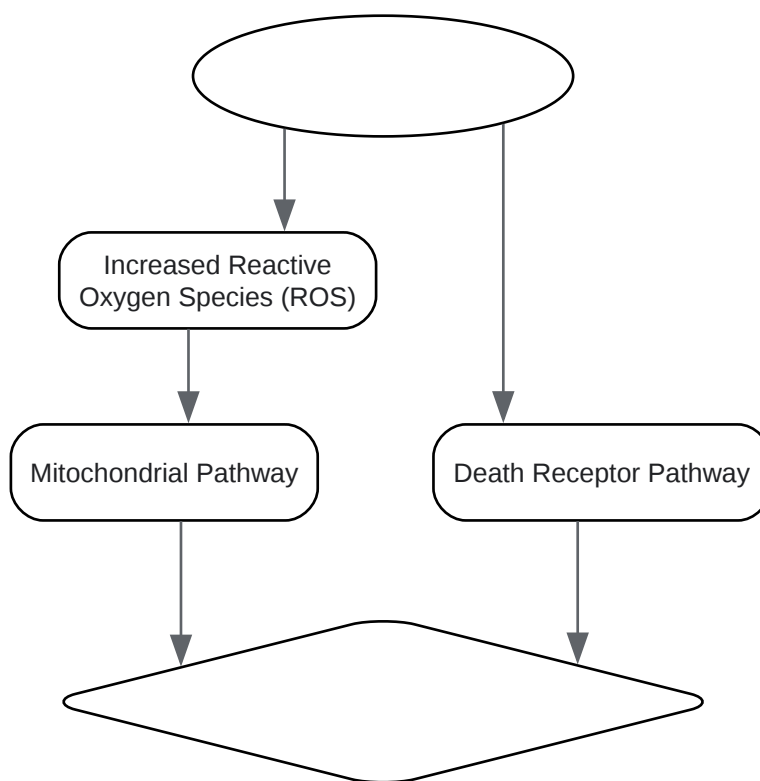 Increased Reactive
Oxygen Species (ROS)
Mitochondrial Pathway
Death Receptor Pathway